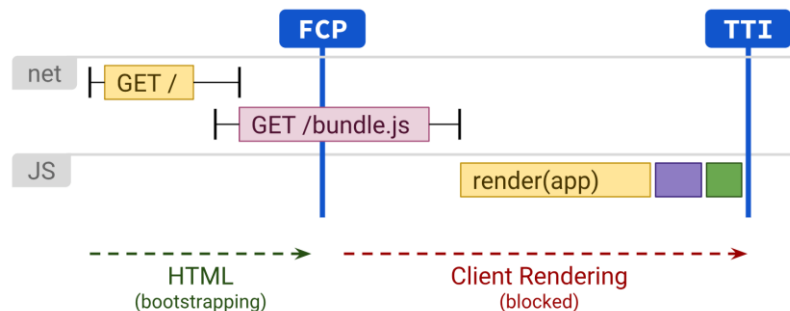 FCP
TTI
net
GET /
GET /bundle.js
JS
render(app)
HTML
(bootstrapping)
Client Rendering
(blocked)